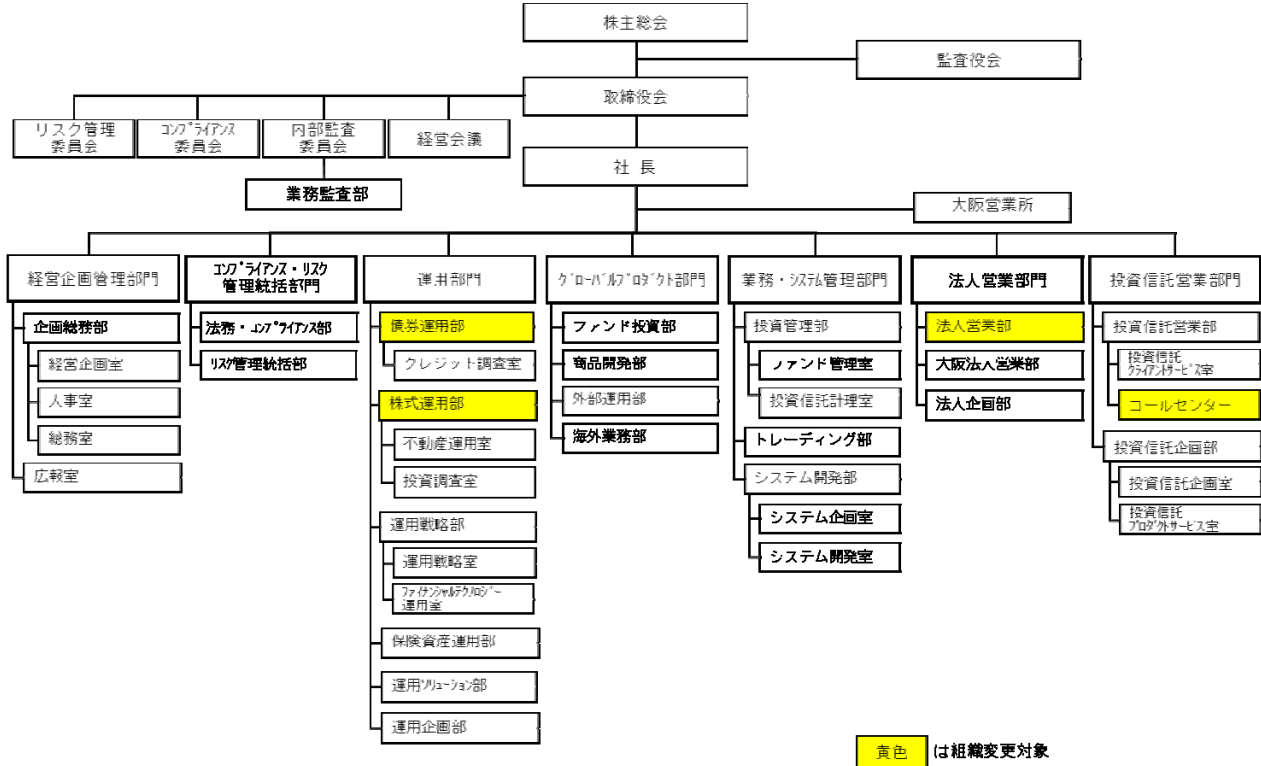 株主総会
監査役会
取締役会
リスク管理
委員会
コンプライアンス
委員会
内部監査
委員会
経営会議
社 長
業務監査部
大阪営業所
経営企画管理部門
企画総務部
経営企画室
人事室
総務室
広報室
コンプライアンス・リスク
管理統括部門
法務・コンプライアンス部
リスク管理統括部
運用部門
債券運用部
クレジット調査室
株式運用部
不動産運用室
投資調査室
運用戦略部
運用戦略室
ファイナンシャルテクノロジー
運用室
保険資産運用部
運用ソリューション部
運用企画部
グローバルプロダクト部門
ファンド投資部
商品開発部
外部運用部
海外業務部
業務・システム管理部門
投資管理部
ファンド管理室
投資信託計理室
トレーディング部
システム開発部
システム企画室
システム開発室
法人営業部門
法人営業部
大阪法人営業部
法人企画部
投資信託営業部門
投資信託営業部
投資信託
クライアントサービス室
コールセンター
投資信託企画部
投資信託企画室
投資信託
プロダクトサービス室
黄色 は組織変更対象